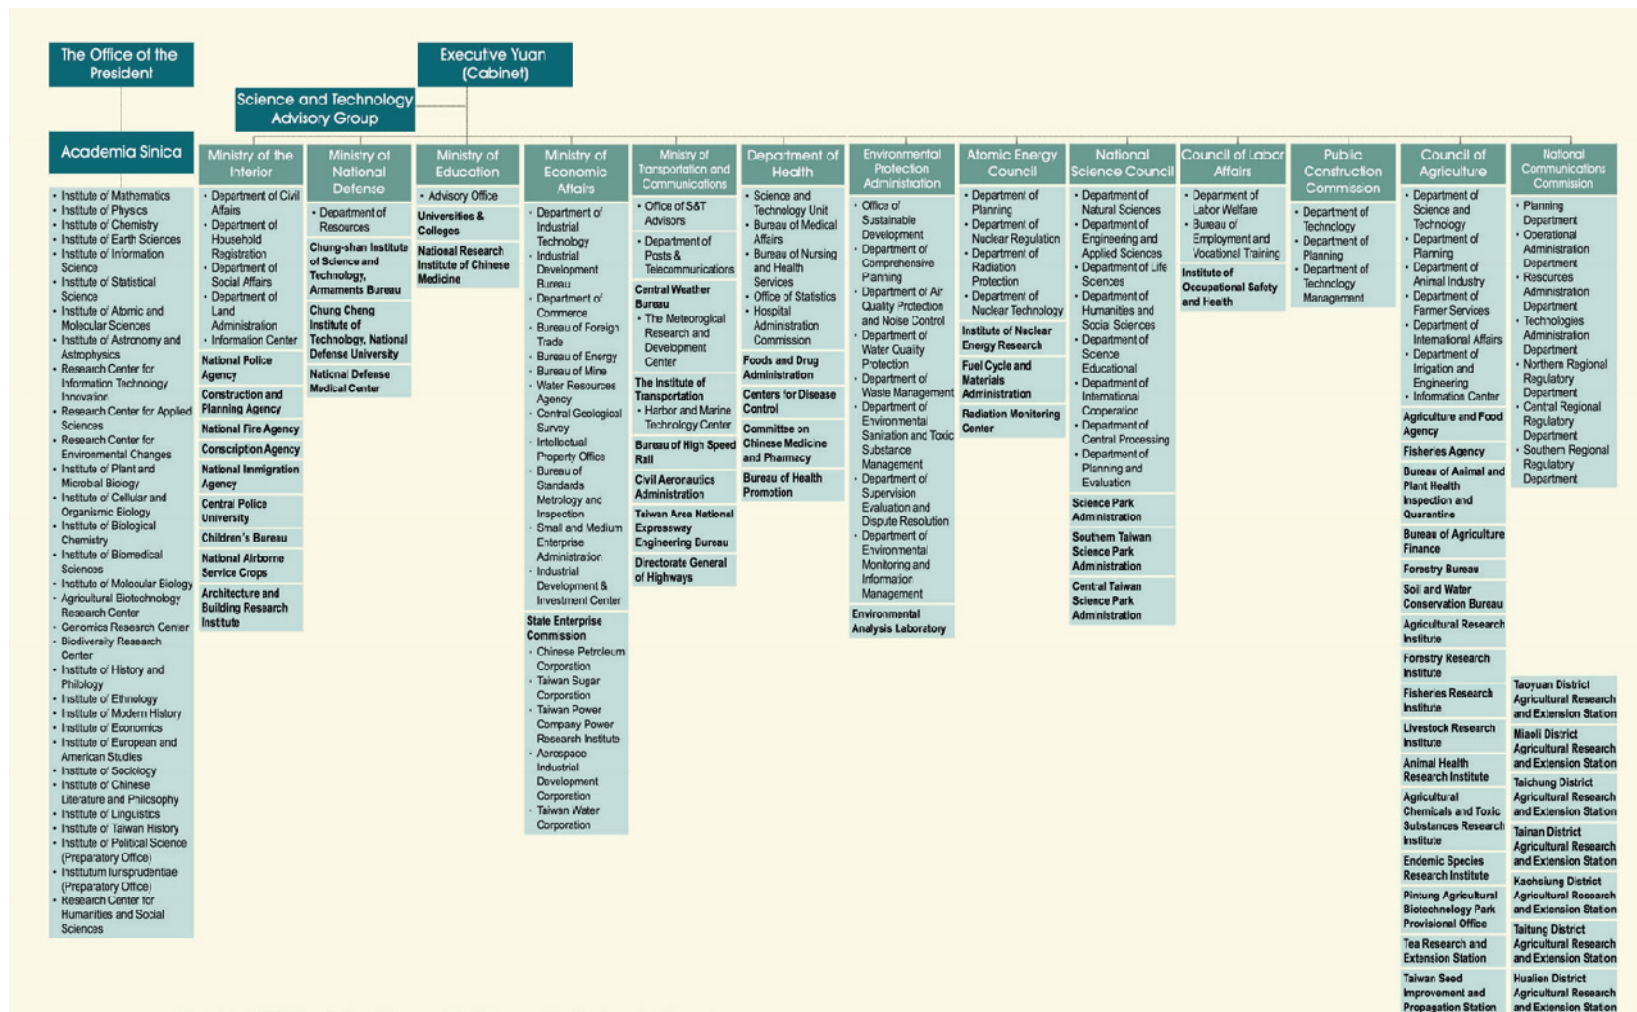 The Office of the
President
Executive Yuan
(Cabinet)
Science and Technology
Advisory Group
Academia Sinica
• Institute of Mathematics
• Institute of Physics
• Institute of Chemistry
• Institute of Earth Sciences
• Institute of Information
Science
• Institute of Statistical
Science
• Institute of Atomic and
Molecular Sciences
• Institute of Astronomy and
Astrophysics
• Research Center for
Information Technology
Innovation
• Research Center for Applied
Sciences
• Research Center for
Environmental Changes
• Institute of Plant and
Microbial Biology
• Institute of Cellular and
Organismic Biology
• Institute of Biological
Chemistry
• Institute of Biomedical
Sciences
• Institute of Molecular Biology
• Agricultural Biotechnology
Research Center
• Genomics Research Center
• Biodiversity Research
Center
• Institute of History and
Philology
• Institute of Ethnology
• Institute of Modern History
• Institute of Economics
• Institute of European and
American Studies
• Institute of Sociology
• Institute of Chinese
Literature and Philosophy
• Institute of Linguistics
• Institute of Taiwan History
• Institute of Political Science
(Preparatory Office)
• Institutum Iurisprudentiae
(Preparatory Office)
• Research Center for
Humanities and Social
Sciences
Ministry of the
Interior
• Department of Civil
Affairs
• Department of
Household
Registration
• Department of
Social Affairs
• Department of
Land
Administration
• Information Center
National Police
Agency
Construction and
Planning Agency
National Fire Agency
Conscription Agency
National Immigration
Agency
Central Police
University
Children's Bureau
National Airborne
Service Crops
Architecture and
Building Research
Institute
Ministry of
National
Defense
• Department of
Resources
Chung-shan Institute
of Science and
Technology,
Armaments Bureau
Chung Cheng
Institute of
Technology, National
Defense University
National Defense
Medical Center
Ministry of
Education
• Advisory Office
Universities &
Colleges
National Research
Institute of Chinese
Medicine
Ministry of
Economic
Affairs
• Department of
Industrial
Technology
• Industrial
Development
Bureau
• Department of
Commerce
• Bureau of Foreign
Trade
• Bureau of Energy
• Bureau of Mine
• Water Resources
Agency
• Central Geological
Survey
• Intellectual
Property Office
• Bureau of
Standards
Metrology and
Inspection
• Small and Medium
Enterprise
Administration
• Industrial
Development &
Investment Center
State Enterprise
Commission
• Chinese Petroleum
Corporation
• Taiwan Sugar
Corporation
• Taiwan Power
Company Power
Research Institute
• Aerospace
Industrial
Development
Corporation
• Taiwan Water
Corporation
Ministry of
Transportation and
Communications
• Office of S&T
Advisors
• Department of
Posts &
Telecommunications
Central Weather
Bureau
• The Meteorogical
Research and
Development
Center
The Institute of
Transportation
• Harbor and Marine
Technology Center
Bureau of High Speed
Rail
Civil Aeronautics
Administration
Taiwan Area National
Expressway
Engineering Bureau
Directorate General
of Highways
Department of
Health
• Science and
Technology Unit
• Bureau of Medical
Affairs
• Bureau of Nursing
and Health
Services
• Office of Statistics
• Hospital
Adminstration
Commission
Foods and Drug
Administration
Centers for Disease
Control
Committee on
Chinese Medicine
and Pharmacy
Bureau of Health
Promotion
Environmental
Protection
Administration
• Office of
Sustainable
Development
• Department of
Comprehensive
Planning
• Department of Air
Quality Protection
and Noise Control
• Department of
Water Quality
Protection
• Department of
Waste Management
• Department of
Environmental
Sanitation and Toxic
Substance
Management
• Department of
Supervision
Evaluation and
Dispute Resolution
• Department of
Environmental
Monitoring and
Information
Management
Environmental
Analysis Laboratory
Atomic Energy
Council
• Department of
Planning
• Department of
Nuclear Regulation
• Department of
Radiation
Protection
• Department of
Nuclear Technology
Institute of Nuclear
Energy Research
Fuel Cycle and
Materials
Administration
Radiation Monitoring
Center
National
Science Council
• Department of
Natural Sciences
• Department of
Engineering and
Applied Sciences
• Department of Life
Sciences
• Department of
Humanities and
Social Sciences
• Department of
Science
Educational
• Department of
International
Cooperation
• Department of
Central Processing
• Department of
Planning and
Evaluation
Science Park
Administration
Southern Taiwan
Science Park
Administration
Central Taiwan
Science Park
Administration
Council of Labor
Affairs
• Department of
Labor Welfare
• Bureau of
Employment and
Vocational Training
Institute of
Occupational Safety
and Health
Public
Construction
Commission
• Department of
Technology
• Department of
Planning
• Department of
Technology
Management
Council of
Agriculture
• Department of
Science and
Technology
• Department of
Planning
• Department of
Animal Industry
• Department of
Farmer Services
• Department of
International Affairs
• Department of
Irrigation and
Engineering
• Information Center
Agriculture and Food
Agency
Fisheries Agency
Bureau of Animal and
Plant Health
Inspection and
Quarantine
Bureau of Agriculture
Finance
Forestry Bureau
Soil and Water
Conservation Bureau
Agricultural Research
Institute
Forestry Research
Institute
Fisheries Research
Institute
Livestock Research
Institute
Animal Health
Research Institute
Agricultural
Chemicals and Toxic
Substances Research
Institute
Endemic Species
Research Institute
Pintung Agricultural
Biotechnology Park
Provisional Office
Tea Research and
Extension Station
Taiwan Seed
Improvement and
Propagation Station
National
Communications
Commission
• Planning
Department
• Operational
Administration
Department
• Resources
Administration
Department
• Technologies
Administration
Department
• Northern Regional
Regulatory
Department
• Central Regional
Regulatory
Department
• Southern Regional
Regulatory
Department
Taoyuan District
Agricultural Research
and Extension Station
Miaoli District
Agricultural Research
and Extension Station
Taichung District
Agricultural Research
and Extension Station
Tainan District
Agricultural Research
and Extension Station
Kaohsiung District
Agricultural Research
and Extension Station
Taitung District
Agricultural Research
and Extension Station
Hualien District
Agricultural Research
and Extension Station